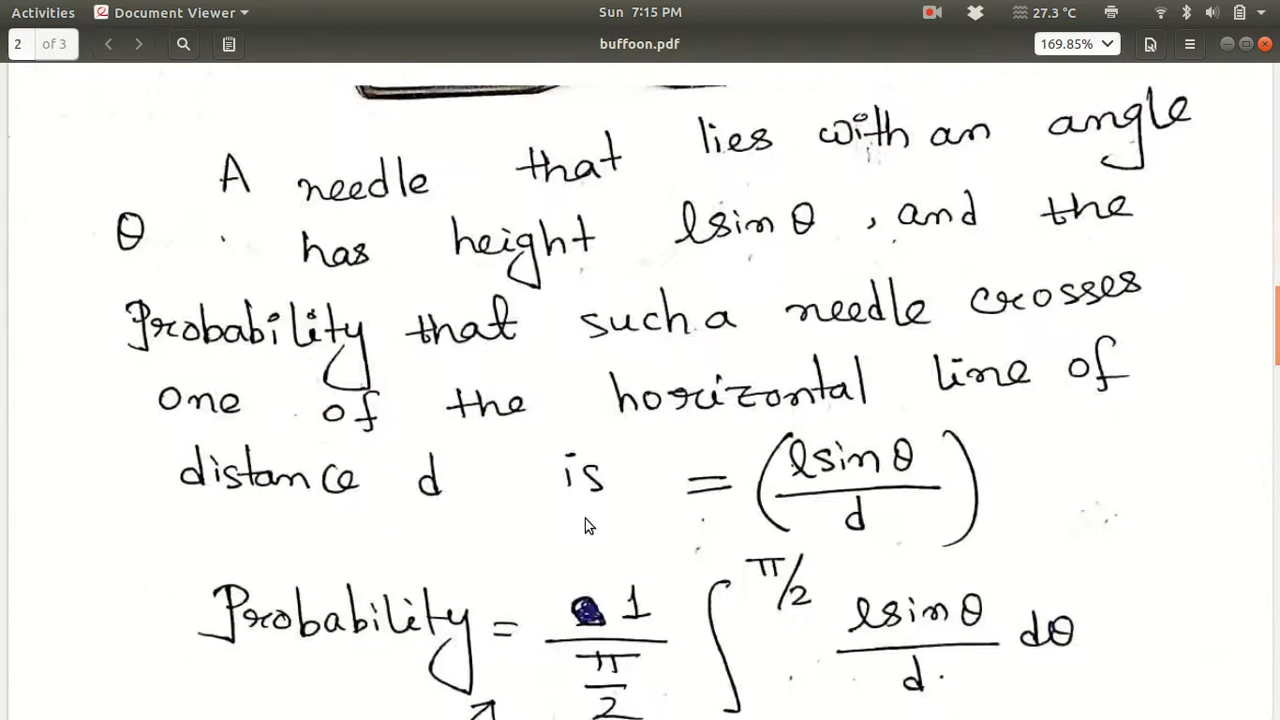 Activities Document Viewer Sun 7:15 PM 27.3 °C
2 of 3 buffoon.pdf 169.85%
A needle that lies with an angle
θ has height lsinθ, and the
Probability that such a needle crosses
one of the horizontal line of
distance d is = (lsinθ/d)
Probability = 1/(π/2) ∫^π/2 lsinθ/d. dθ